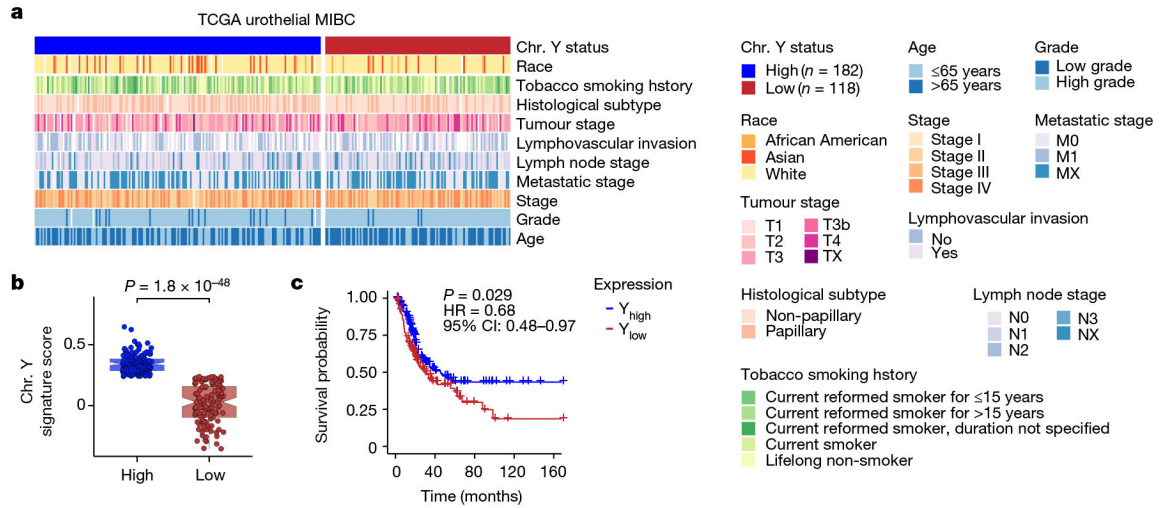 a
TCGA urothelial MIBC
Chr. Y status
Race
Tobacco smoking hstory
Histological subtype
Tumour stage
Lymphovascular invasion
Lymph node stage
Metastatic stage
Stage
Grade
Age
Chr. Y status
High (n = 182)
Low (n = 118)
Age
≤65 years
>65 years
Grade
Low grade
High grade
Race
African American
Asian
White
Stage
Stage I
Stage II
Stage III
Stage IV
Metastatic stage
M0
M1
MX
Tumour stage
T1
T2
T3
T3b
T4
TX
Lymphovascular invasion
No
Yes
Histological subtype
Non-papillary
Papillary
Lymph node stage
N0
N1
N2
N3
NX
Tobacco smoking hstory
Current reformed smoker for ≤15 years
Current reformed smoker for >15 years
Current reformed smoker, duration not specified
Current smoker
Lifelong non-smoker
b
P = 1.8 × 10⁻⁴⁸
Chr. Y
signature score
0.5
0
High
Low
c
P = 0.029
HR = 0.68
95% CI: 0.48–0.97
Expression
Yhigh
Ylow
Survival probability
1.00
0.75
0.50
0.25
0
0 40 80 120 160
Time (months)